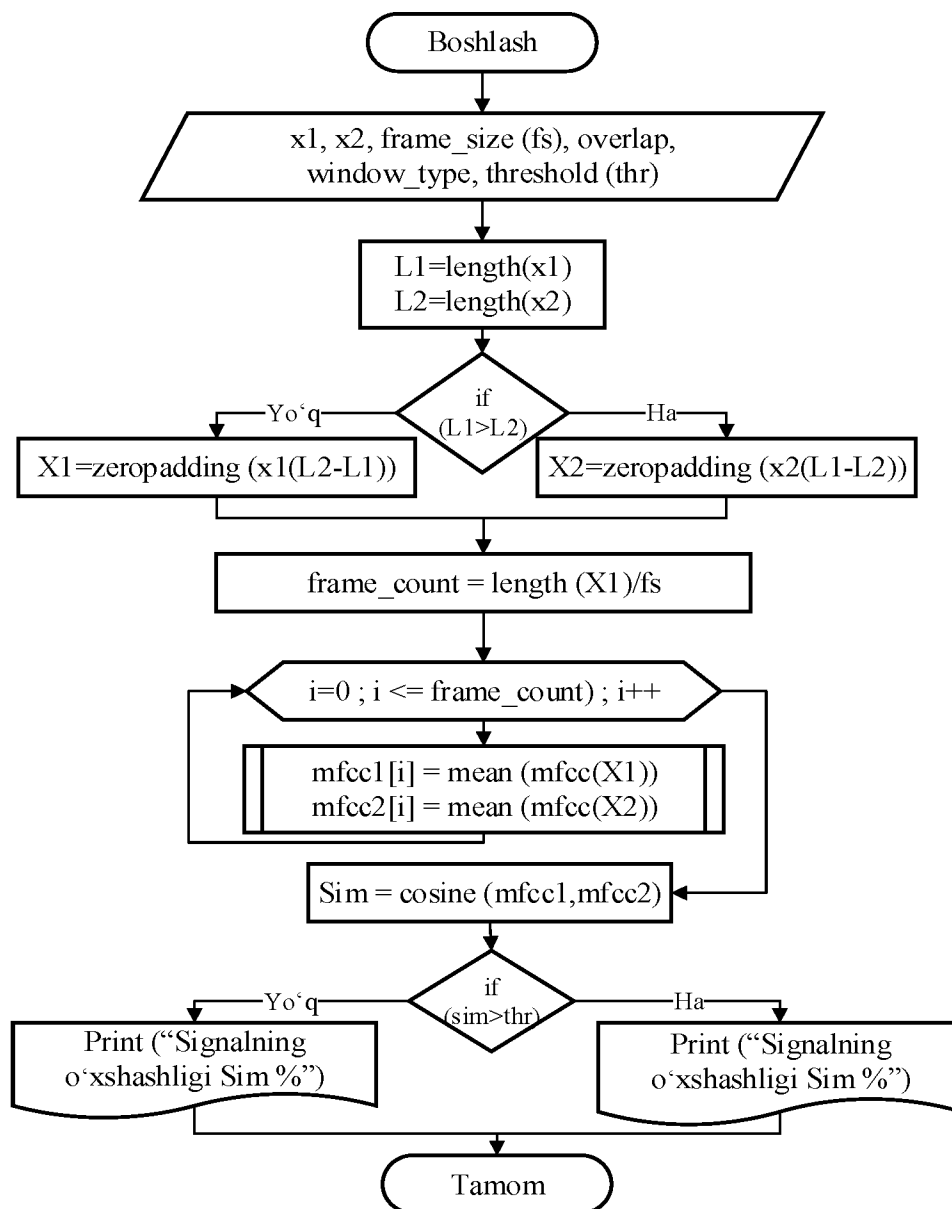 Boshlash
x1, x2, frame_size (fs), overlap,
window_type, threshold (thr)
L1=length(x1)
L2=length(x2)
if
(L1>L2)
Yo‘q
Ha
X1=zeropadding (x1(L2-L1))
X2=zeropadding (x2(L1-L2))
frame_count = length (X1)/fs
i=0 ; i <= frame_count) ; i++
mfcc1[i] = mean (mfcc(X1))
mfcc2[i] = mean (mfcc(X2))
Sim = cosine (mfcc1,mfcc2)
if
(sim>thr)
Yo‘q
Ha
Print (“Signalning
o‘xshashligi Sim %”)
Print (“Signalning
o‘xshashligi Sim %”)
Tamom